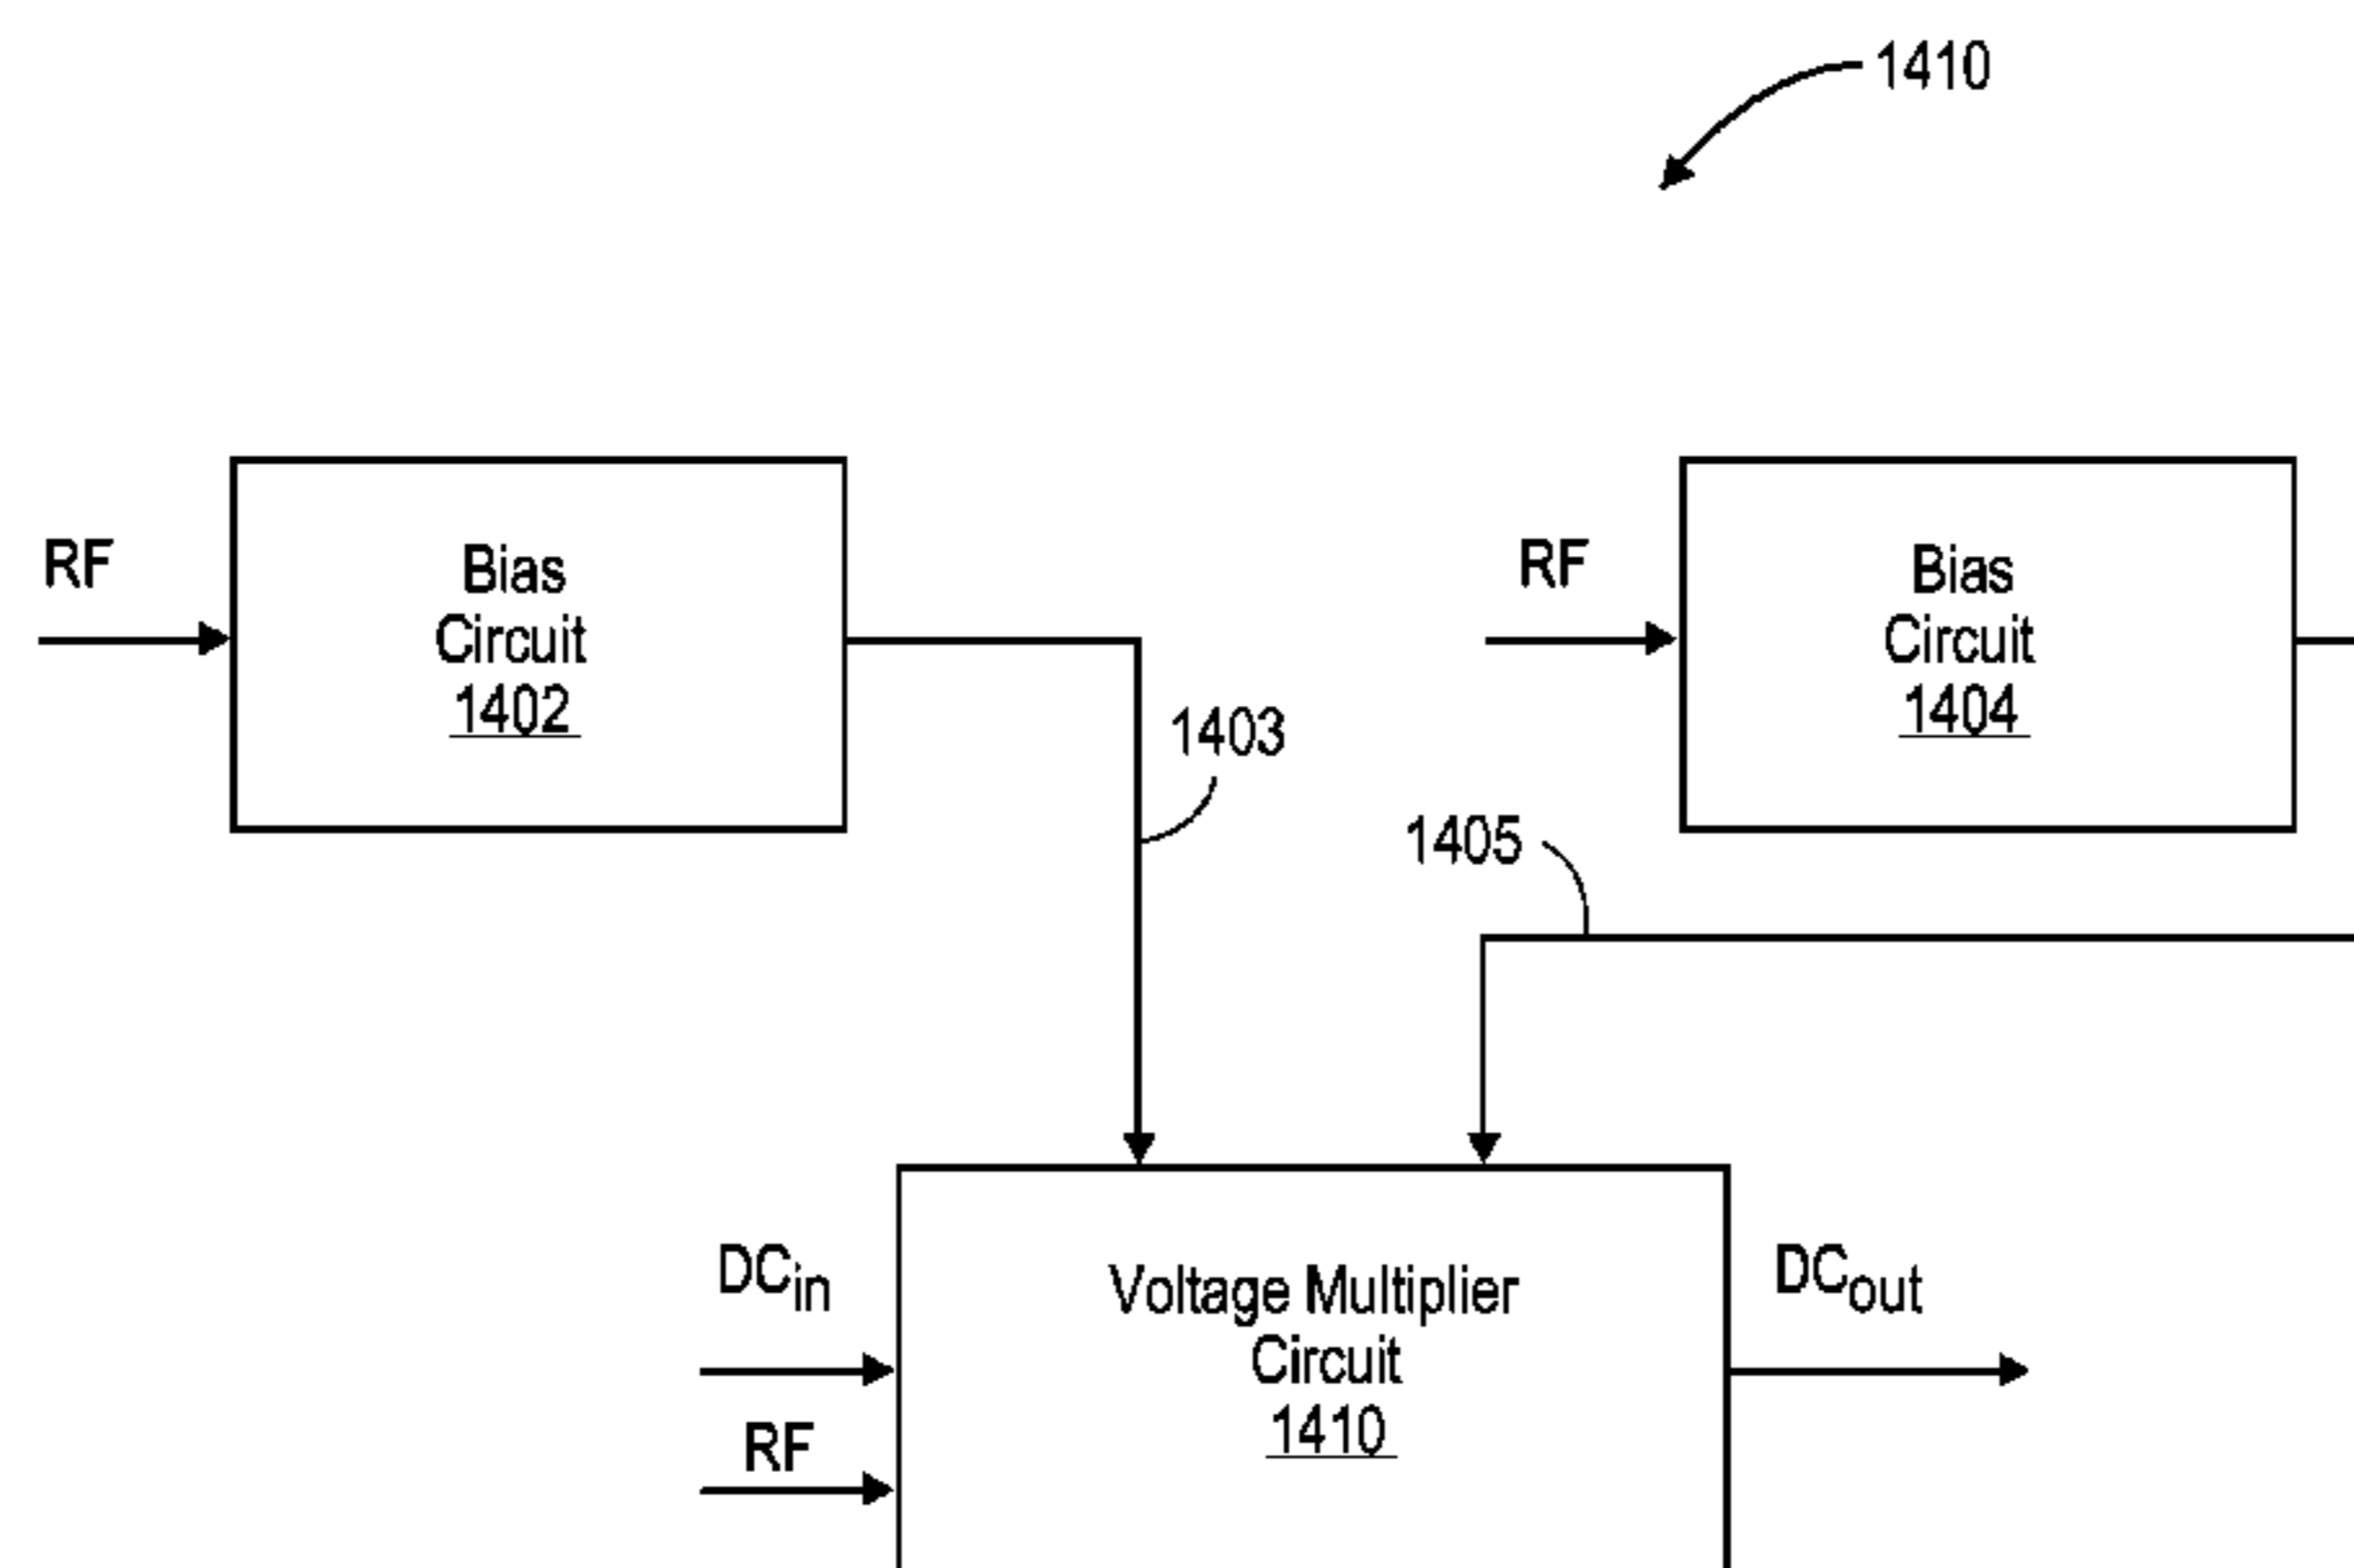 1410
RF
Bias
Circuit
1402
1403
RF
Bias
Circuit
1404
1405
DCin
RF
Voltage Multiplier
Circuit
1410
DCout